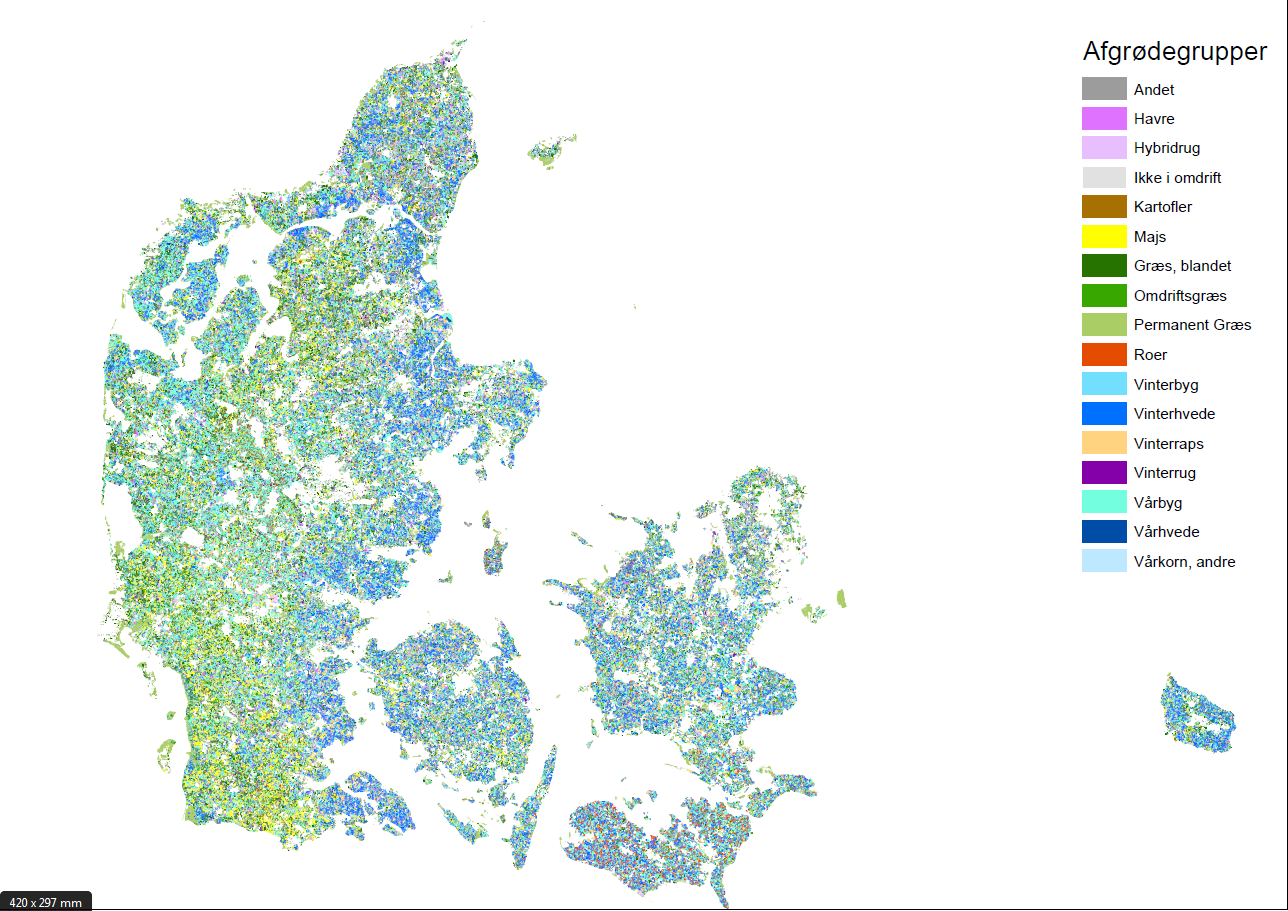 Afgrødegrupper
Andet
Havre
Hybridrug
Ikke i omdrift
Kartofler
Majs
Græs, blandet
Omdriftsgræs
Permanent Græs
Roer
Vinterbyg
Vinterhvede
Vinterraps
Vinterrug
Vårbyg
Vårhvede
Vårkorn, andre
420 x 297 mm